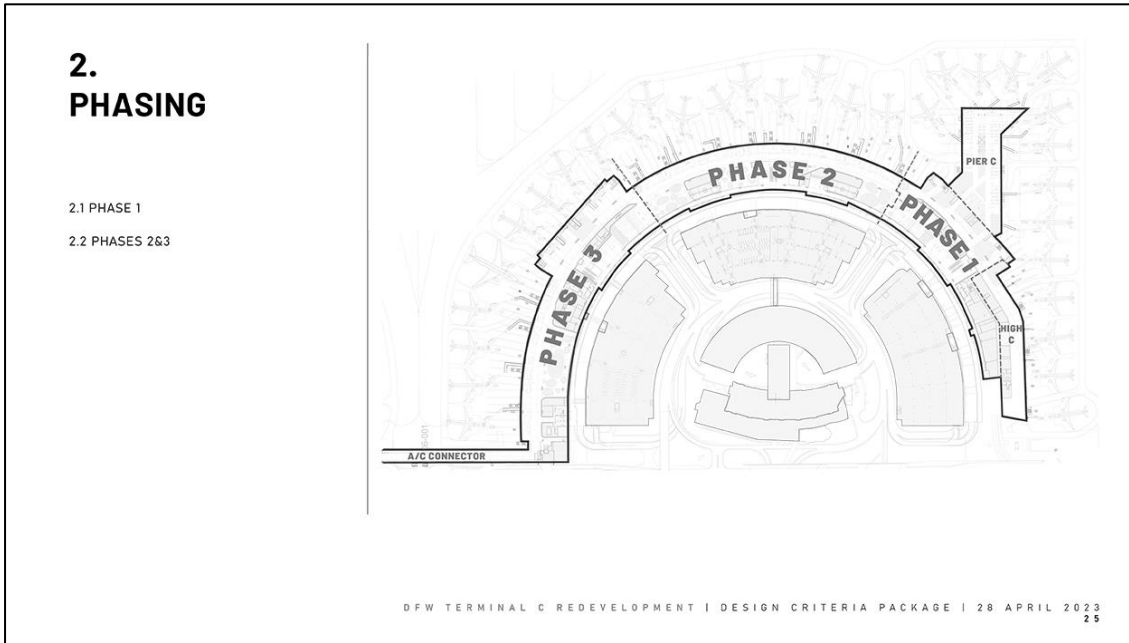 2.
PHASING
2.1 PHASE 1
2.2 PHASES 2&3
PHASE 2
PIER C
PHASE 1
PHASE 3
HIGH
C
A/C CONNECTOR
DFW TERMINAL C REDEVELOPMENT | DESIGN CRITERIA PACKAGE | 28 APRIL 2023
25